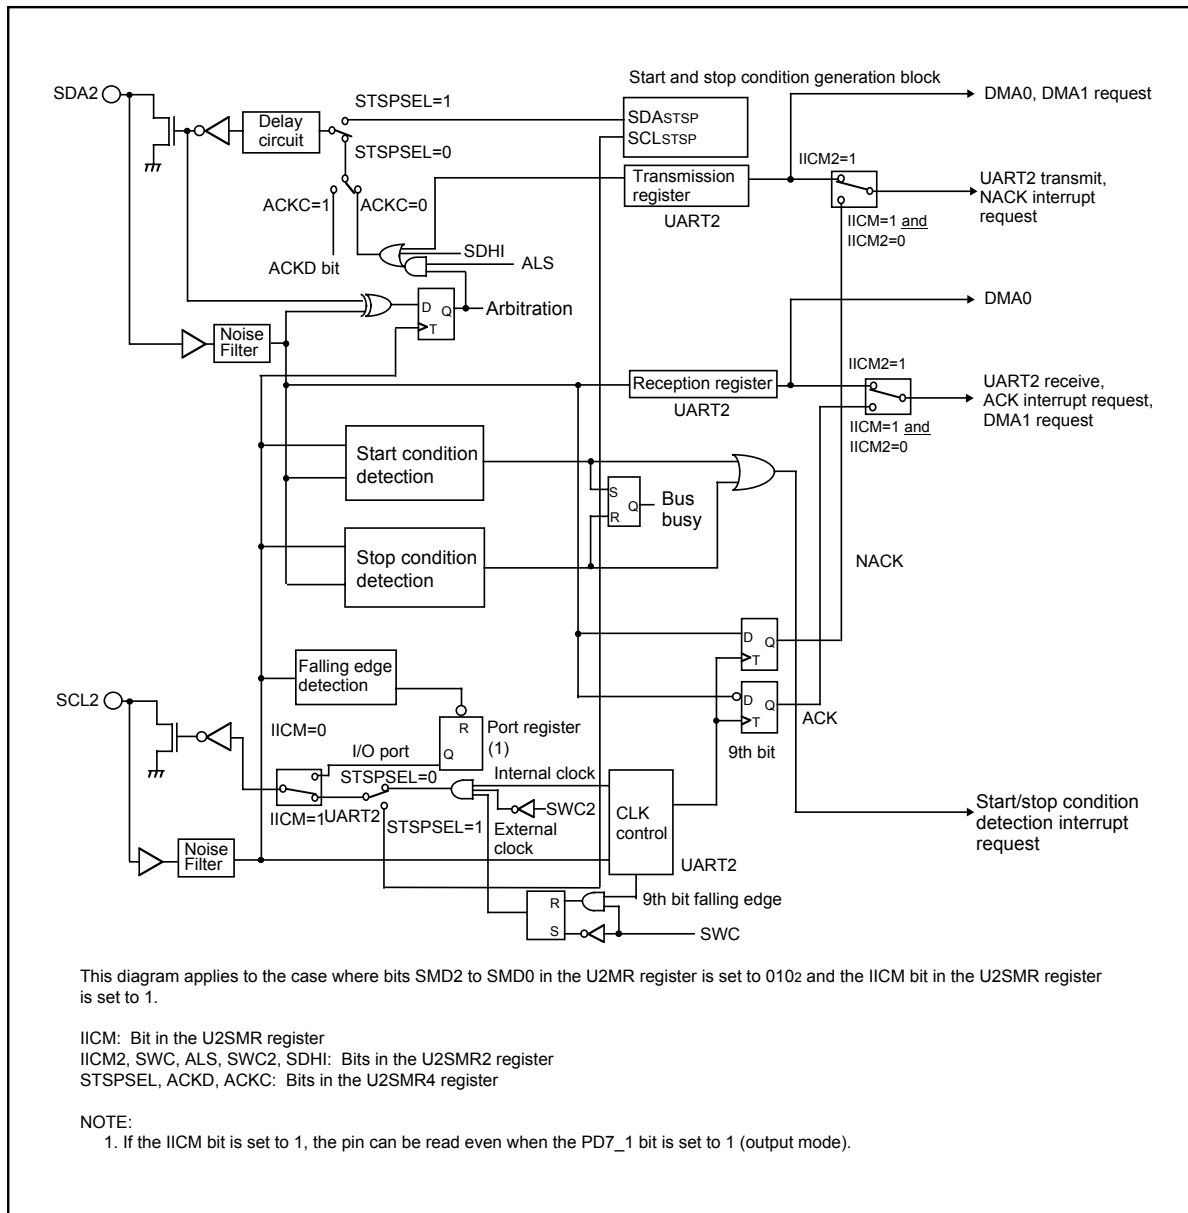 Start and stop condition generation block
SDA2
STSPSEL=1
SDASTSP
SCLSTSP
DMA0, DMA1 request
Delay
circuit
STSPSEL=0
IICM2=1
Transmission
register
UART2
UART2 transmit,
NACK interrupt
request
ACKC=1
ACKC=0
IICM=1 and
IICM2=0
SDHI
ALS
ACKD bit
D
Q
T
Arbitration
DMA0
Noise
Filter
IICM2=1
Reception register
UART2
UART2 receive,
ACK interrupt request,
DMA1 request
IICM=1 and
IICM2=0
Start condition
detection
S
R
Q
Bus
busy
Stop condition
detection
NACK
D
Q
T
Falling edge
detection
D
Q
T
ACK
9th bit
SCL2
IICM=0
R
Q
Port register
(1)
I/O port
STSPSEL=0
Internal clock
IICM=1
UART2
STSPSEL=1
SWC2
External
clock
CLK
control
UART2
Start/stop condition
detection interrupt
request
Noise
Filter
9th bit falling edge
R
S
SWC
This diagram applies to the case where bits SMD2 to SMD0 in the U2MR register is set to 0102 and the IICM bit in the U2SMR register
is set to 1.
IICM: Bit in the U2SMR register
IICM2, SWC, ALS, SWC2, SDHI: Bits in the U2SMR2 register
STSPSEL, ACKD, ACKC: Bits in the U2SMR4 register
NOTE:
1. If the IICM bit is set to 1, the pin can be read even when the PD7_1 bit is set to 1 (output mode).